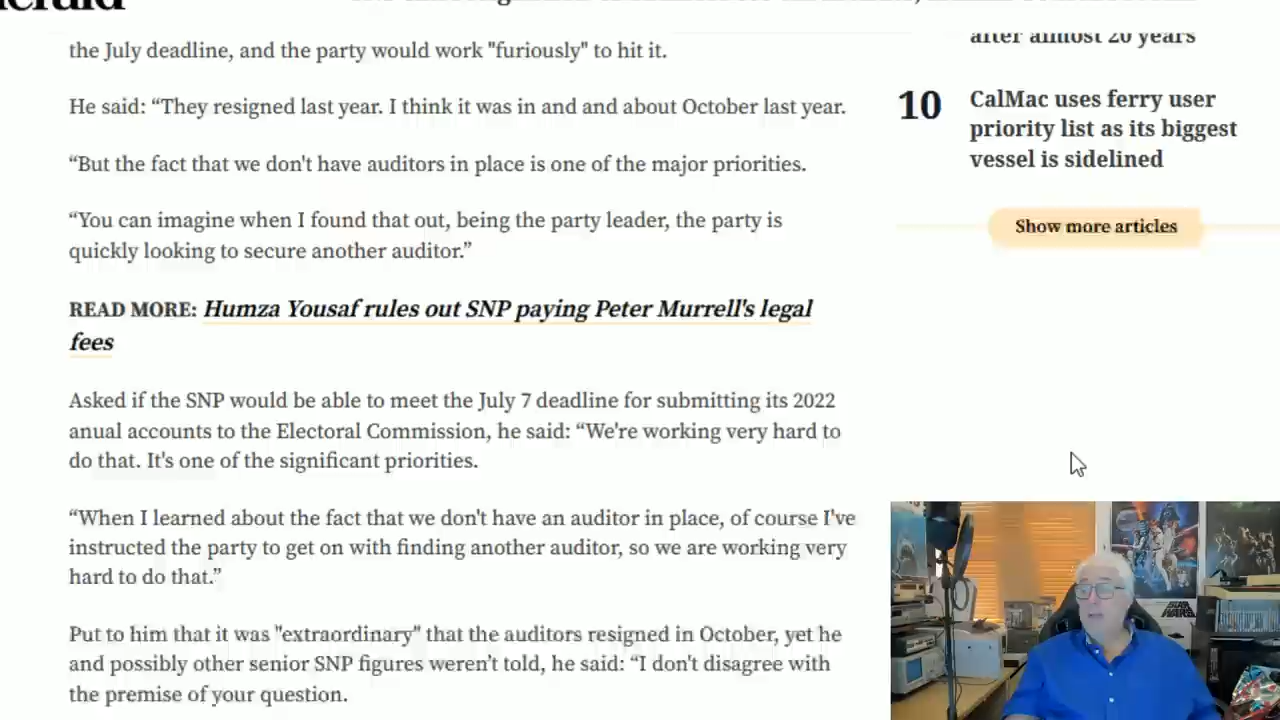 the July deadline, and the party would work "furiously" to hit it.
He said: “They resigned last year. I think it was in and and about October last year.
“But the fact that we don't have auditors in place is one of the major priorities.
“You can imagine when I found that out, being the party leader, the party is
quickly looking to secure another auditor.”
READ MORE: Humza Yousaf rules out SNP paying Peter Murrell's legal
fees
Asked if the SNP would be able to meet the July 7 deadline for submitting its 2022
anual accounts to the Electoral Commission, he said: “We're working very hard to
do that. It's one of the significant priorities.
“When I learned about the fact that we don't have an auditor in place, of course I've
instructed the party to get on with finding another auditor, so we are working very
hard to do that.”
Put to him that it was "extraordinary" that the auditors resigned in October, yet he
and possibly other senior SNP figures weren’t told, he said: “I don't disagree with
the premise of your question.
after almost 20 years
10
CalMac uses ferry user
priority list as its biggest
vessel is sidelined
Show more articles
STAR
WARS